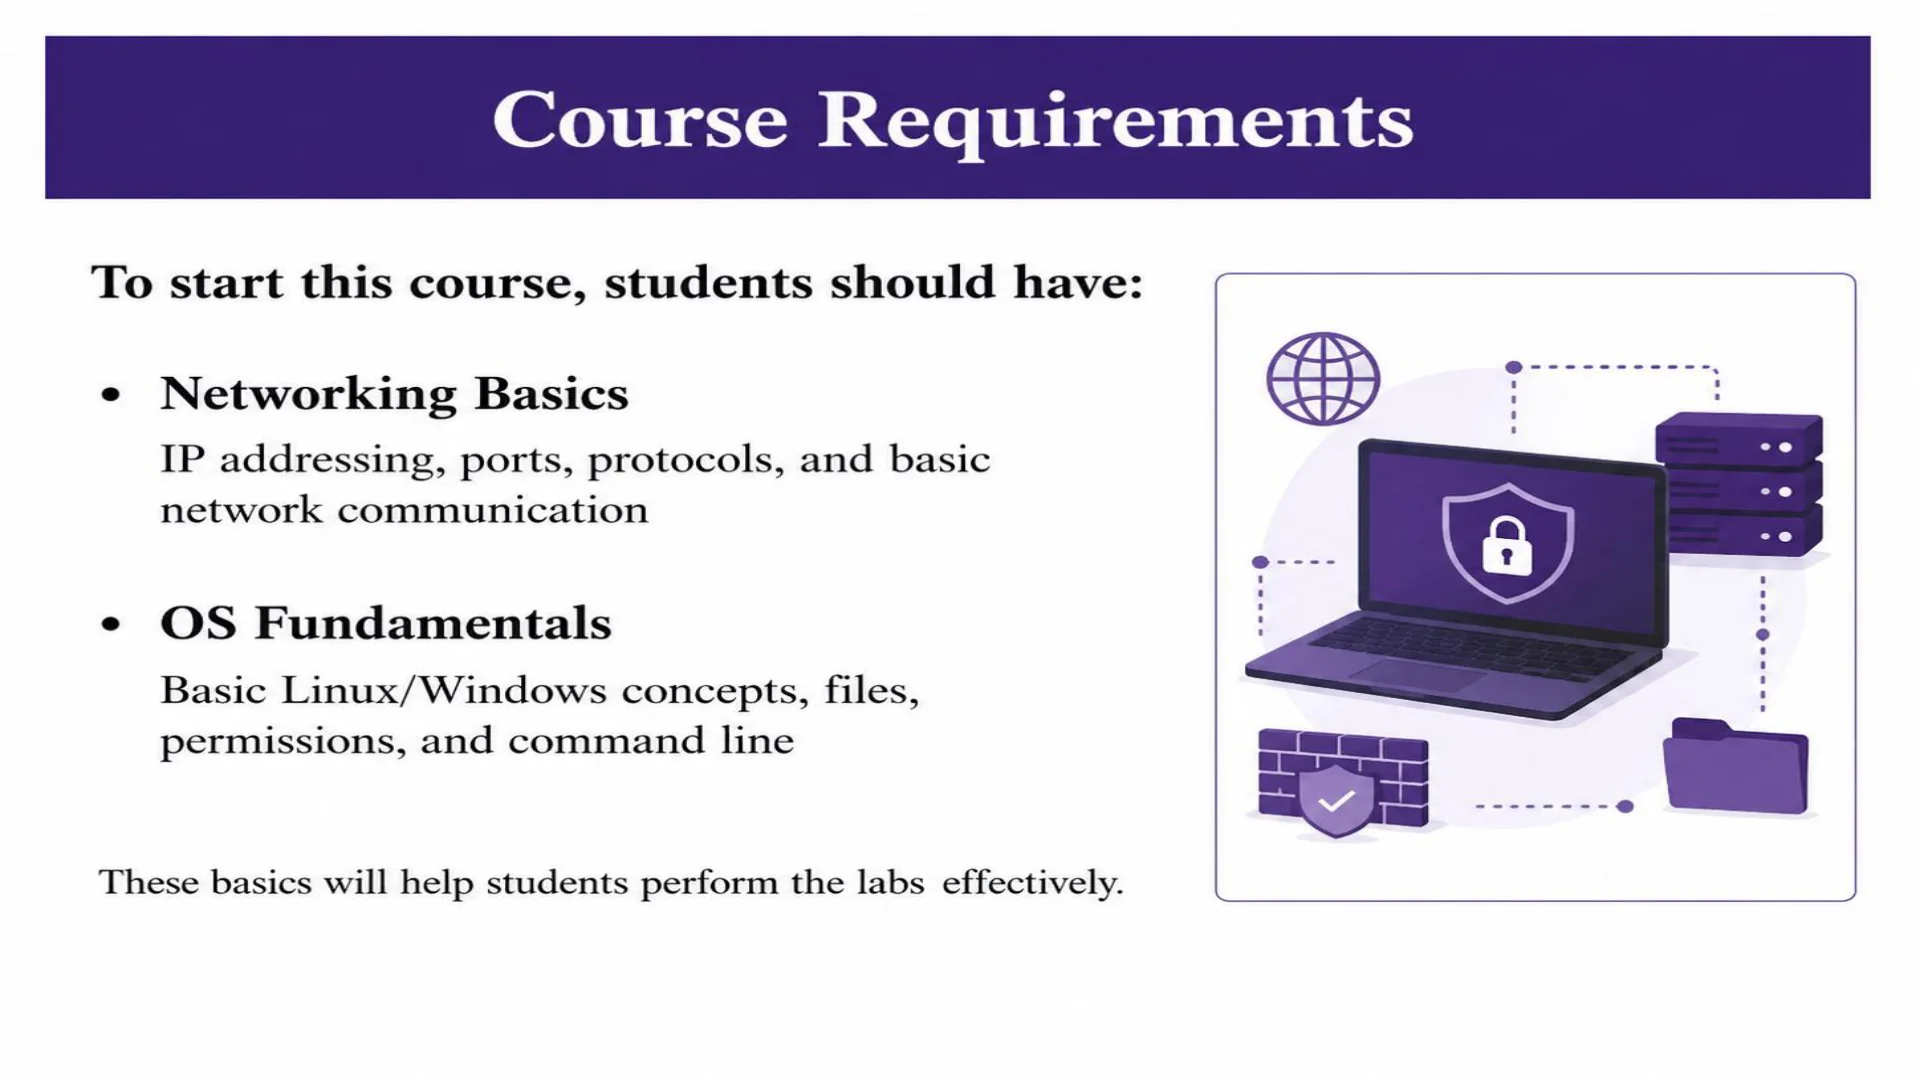 Course Requirements
To start this course, students should have:
• Networking Basics
IP addressing, ports, protocols, and basic
network communication
• OS Fundamentals
Basic Linux/Windows concepts, files,
permissions, and command line
These basics will help students perform the labs effectively.